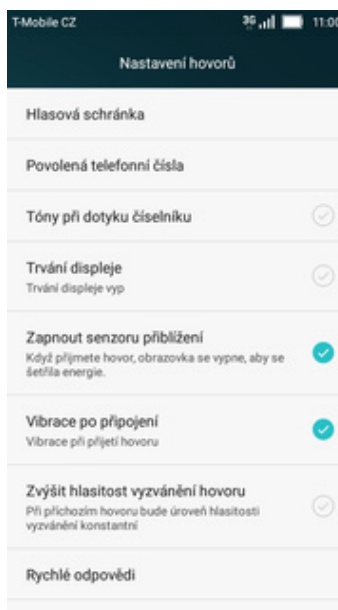 T-Mobile CZ 3G 11:00
Nastavení hovorů
Hlasová schránka
Povolená telefonní čísla
Tóny při dotyku číselníku
Trvání displeje
Trvání displeje vyp
Zapnout senzoru přiblížení
Když přijmete hovor, obrazovka se vypne, aby se
šetřila energie.
Vibrace po připojení
Vibrace při přijetí hovoru
Zvýšit hlasitost vyzvánění hovoru
Při příchozím hovoru bude úroveň hlasitosti
vyzvánění konstantní
Rychlé odpovědi